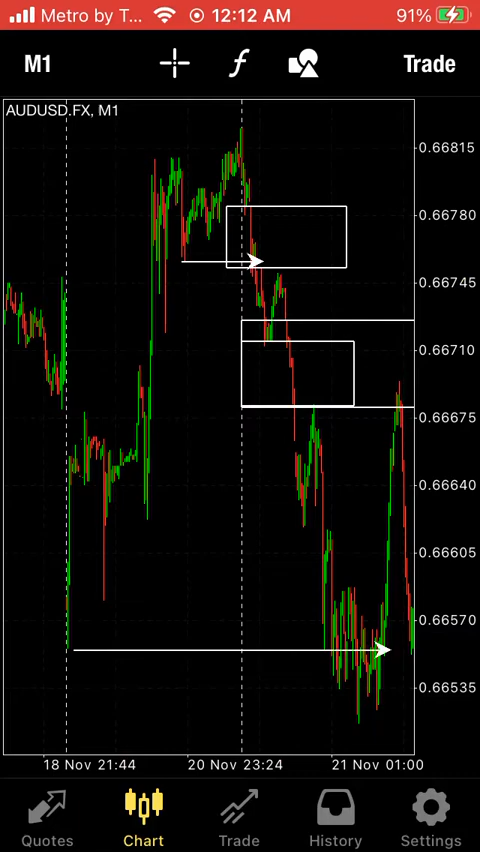 Metro by T... 12:12 AM 91%
M1 f Trade
AUDUSD.FX, M1
0.66815
0.66780
0.66745
0.66710
0.66675
0.66640
0.66605
0.66570
0.66535
18 Nov 21:44 20 Nov 23:24 21 Nov 01:00
Quotes Chart Trade History Settings